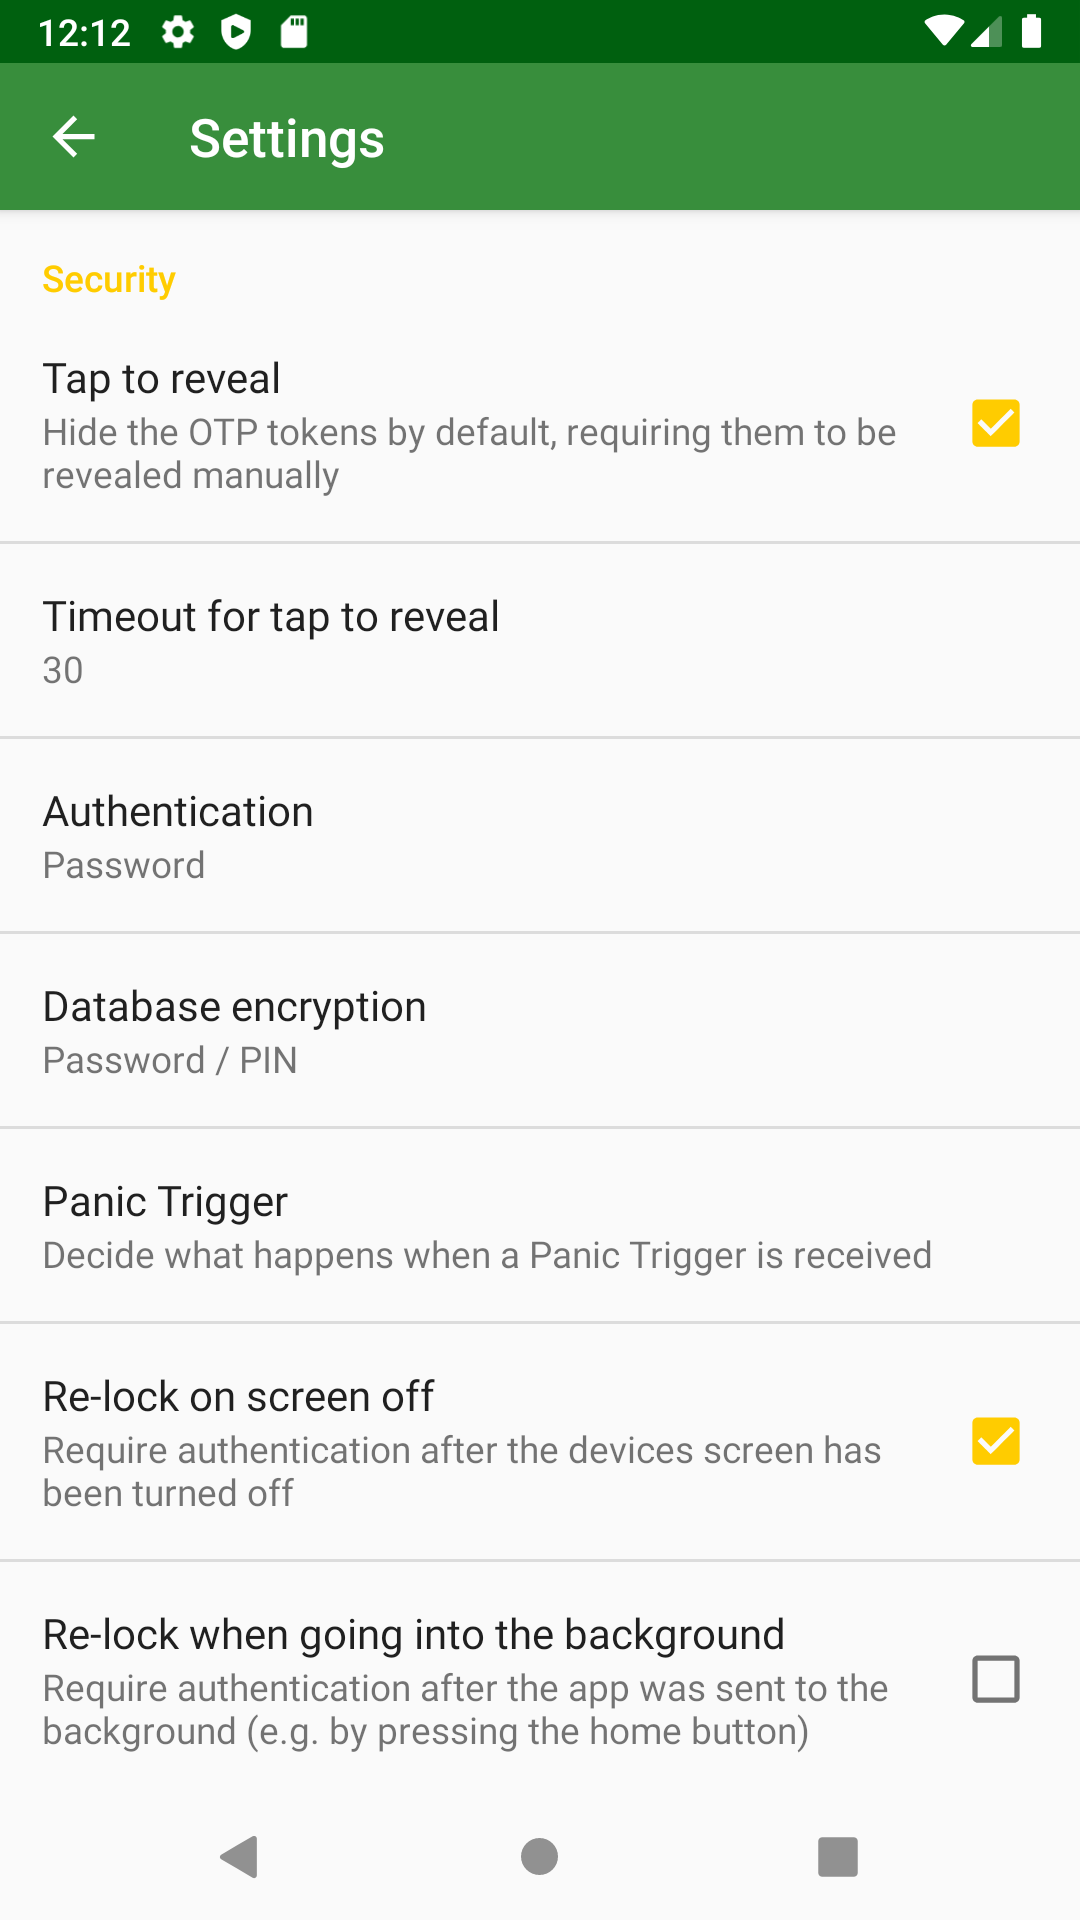 12:12
Settings
Security
Tap to reveal
Hide the OTP tokens by default, requiring them to be
revealed manually
Timeout for tap to reveal
30
Authentication
Password
Database encryption
Password / PIN
Panic Trigger
Decide what happens when a Panic Trigger is received
Re-lock on screen off
Require authentication after the devices screen has
been turned off
Re-lock when going into the background
Require authentication after the app was sent to the
background (e.g. by pressing the home button)